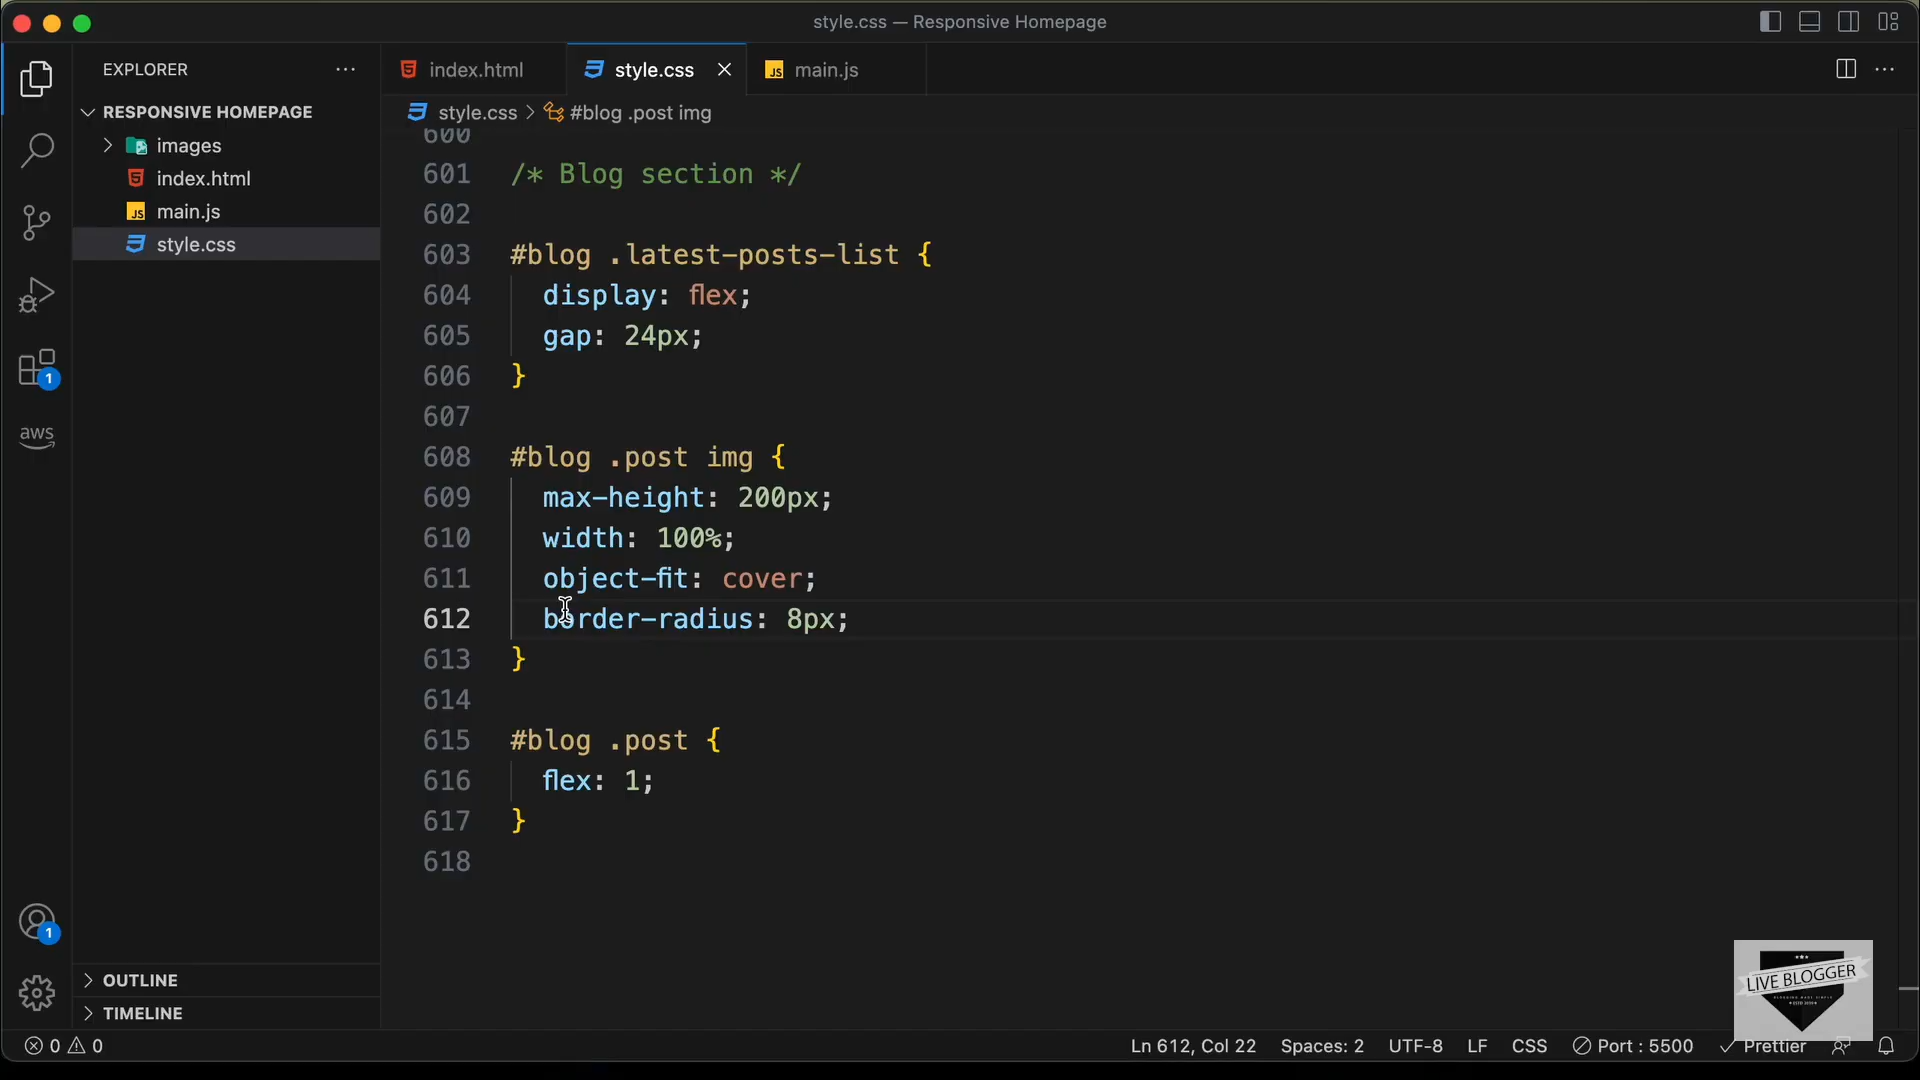 style.css — Responsive Homepage
EXPLORER
RESPONSIVE HOMEPAGE
images
index.html
main.js
style.css
OUTLINE
TIMELINE
aws
1
1
index.html
style.css
main.js
style.css > #blog .post img
600
601 /* Blog section */
602
603 #blog .latest-posts-list {
604 display: flex;
605 gap: 24px;
606 }
607
608 #blog .post img {
609 max-height: 200px;
610 width: 100%;
611 object-fit: cover;
612 border-radius: 8px;
613 }
614
615 #blog .post {
616 flex: 1;
617 }
618
LIVE BLOGGER
0 0
Ln 612, Col 22 Spaces: 2 UTF-8 LF CSS Port : 5500 Prettier